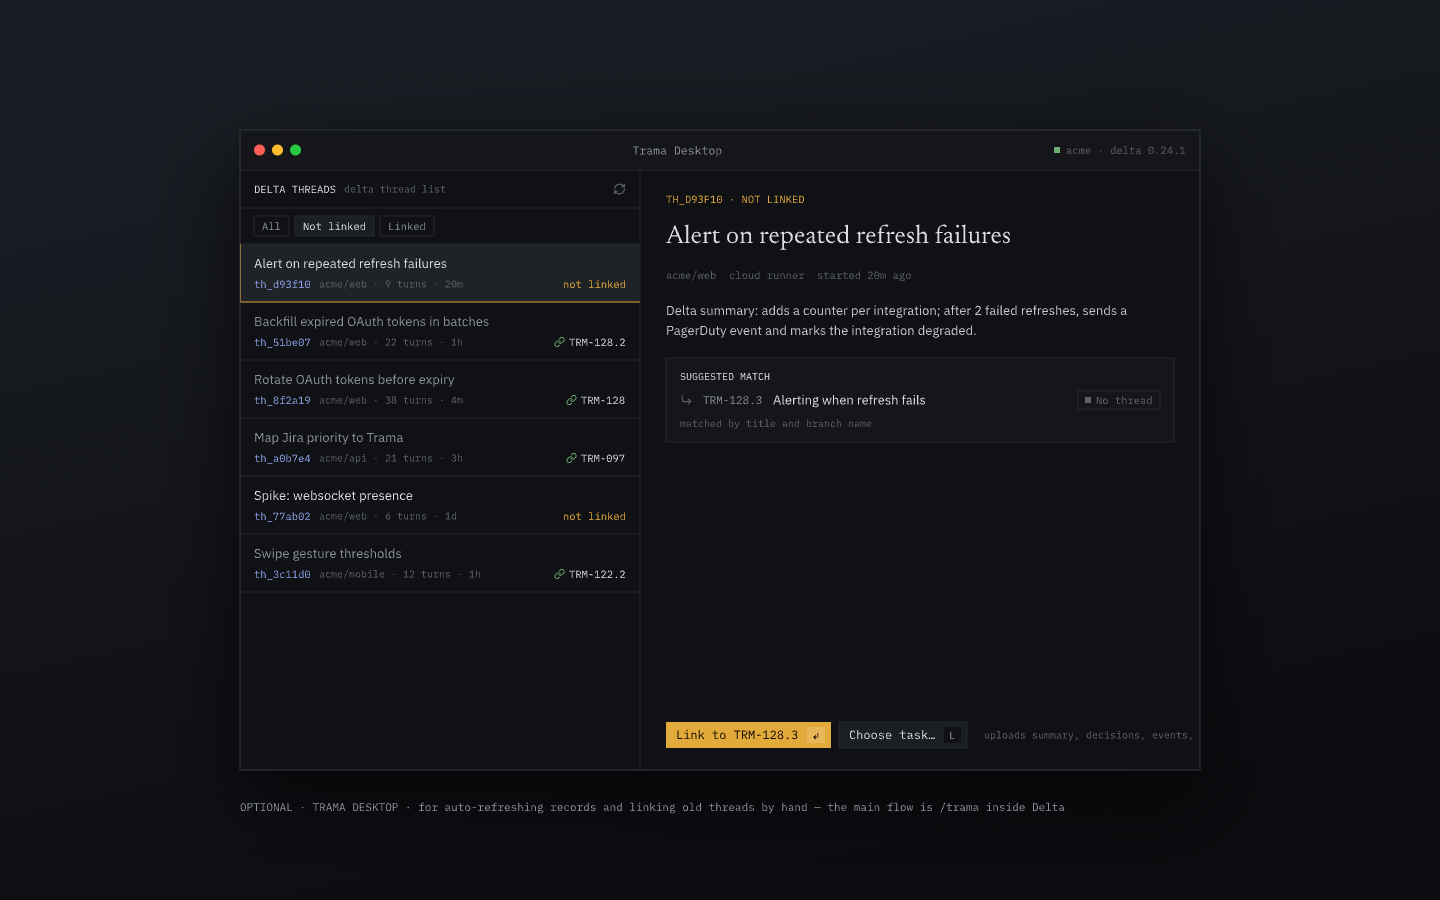 Trama Desktop
acme · delta 0.24.1
DELTA THREADS delta thread list
All Not linked Linked
Alert on repeated refresh failures
th_d93f10 acme/web · 9 turns · 20m not linked
Backfill expired OAuth tokens in batches
th_51be07 acme/web · 22 turns · 1h TRM-128.2
Rotate OAuth tokens before expiry
th_8f2a19 acme/web · 38 turns · 4m TRM-128
Map Jira priority to Trama
th_a0b7e4 acme/api · 21 turns · 3h TRM-097
Spike: websocket presence
th_77ab02 acme/web · 6 turns · 1d not linked
Swipe gesture thresholds
th_3c11d0 acme/mobile · 12 turns · 1h TRM-122.2
TH_D93F10 · NOT LINKED
Alert on repeated refresh failures
acme/web cloud runner started 20m ago
Delta summary: adds a counter per integration; after 2 failed refreshes, sends a
PagerDuty event and marks the integration degraded.
SUGGESTED MATCH
↳ TRM-128.3 Alerting when refresh fails No thread
matched by title and branch name
Link to TRM-128.3 ↲ Choose task… L uploads summary, decisions, events,
OPTIONAL · TRAMA DESKTOP · for auto-refreshing records and linking old threads by hand — the main flow is /trama inside Delta